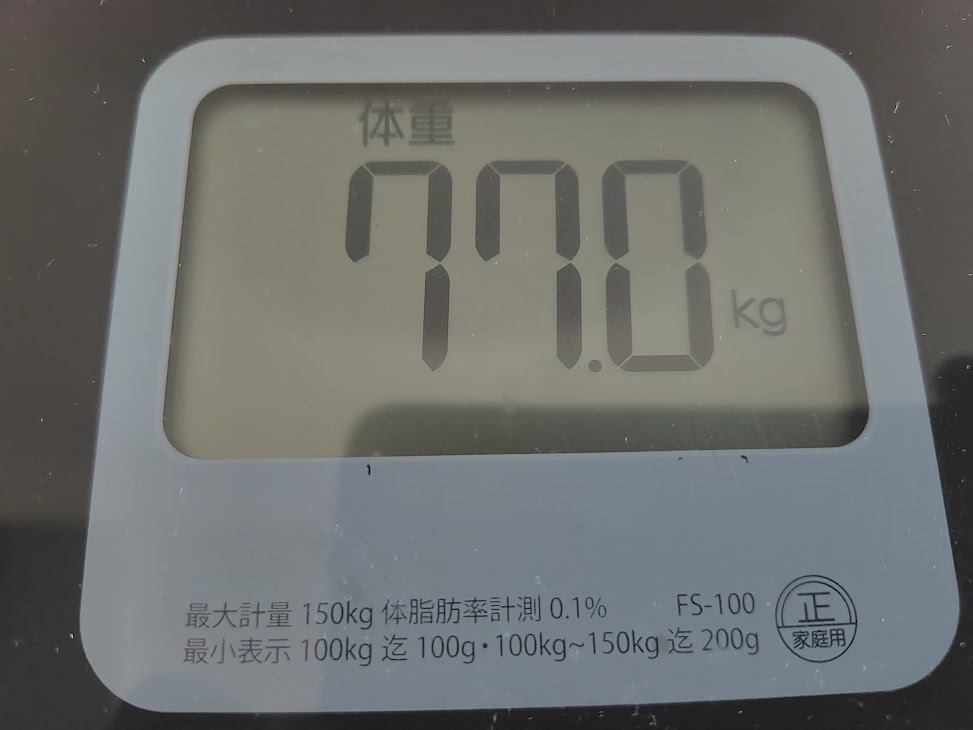 体重
77.0 kg
最大計量 150kg 体脂肪率計測 0.1% FS-100
最小表示 100kg 迄 100g・100kg~150kg 迄 200g
正
家庭用